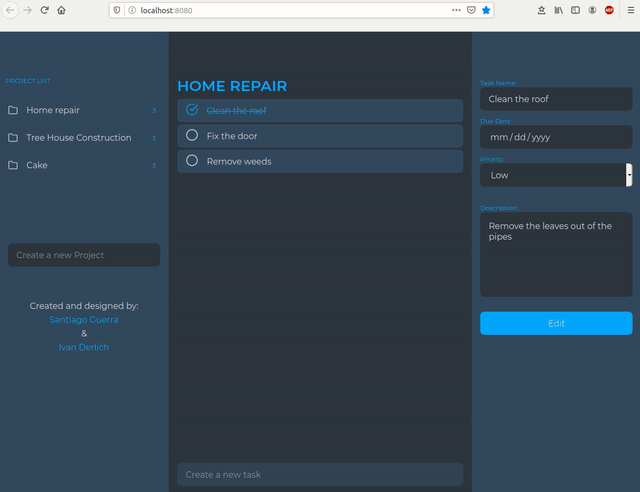 localhost:8080
ABP
PROJECT LIST
Home repair 3
Tree House Construction 3
Cake 3
Create a new Project
Created and designed by:
Santiago Guerra
&
Ivan Derlich
HOME REPAIR
Clean the roof
Fix the door
Remove weeds
Create a new task
Task Name:
Clean the roof
Due Date:
mm/dd/yyyy
Priority:
Low
Description:
Remove the leaves out of the
pipes
Edit